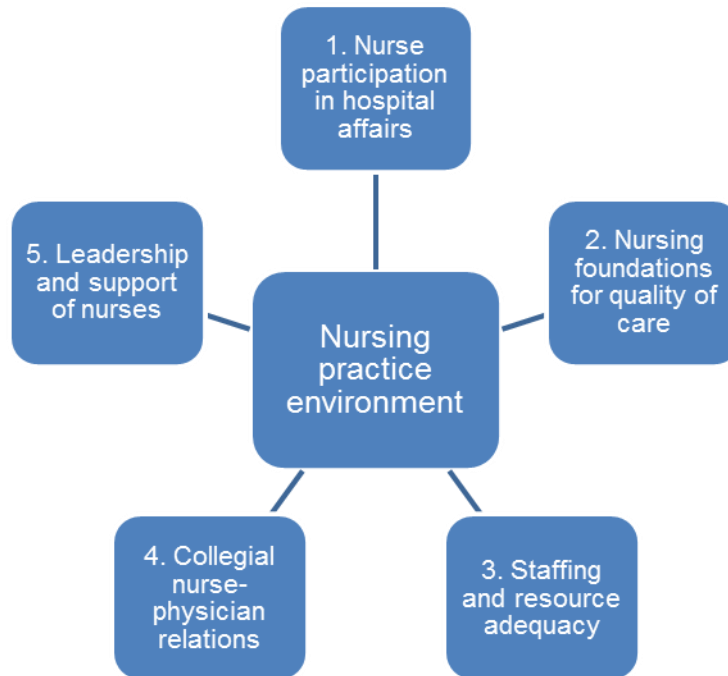 1. Nurse
participation
in hospital
affairs
2. Nursing
foundations
for quality of
care
3. Staffing
and resource
adequacy
4. Collegial
nurse-
physician
relations
5. Leadership
and support
of nurses
Nursing
practice
environment